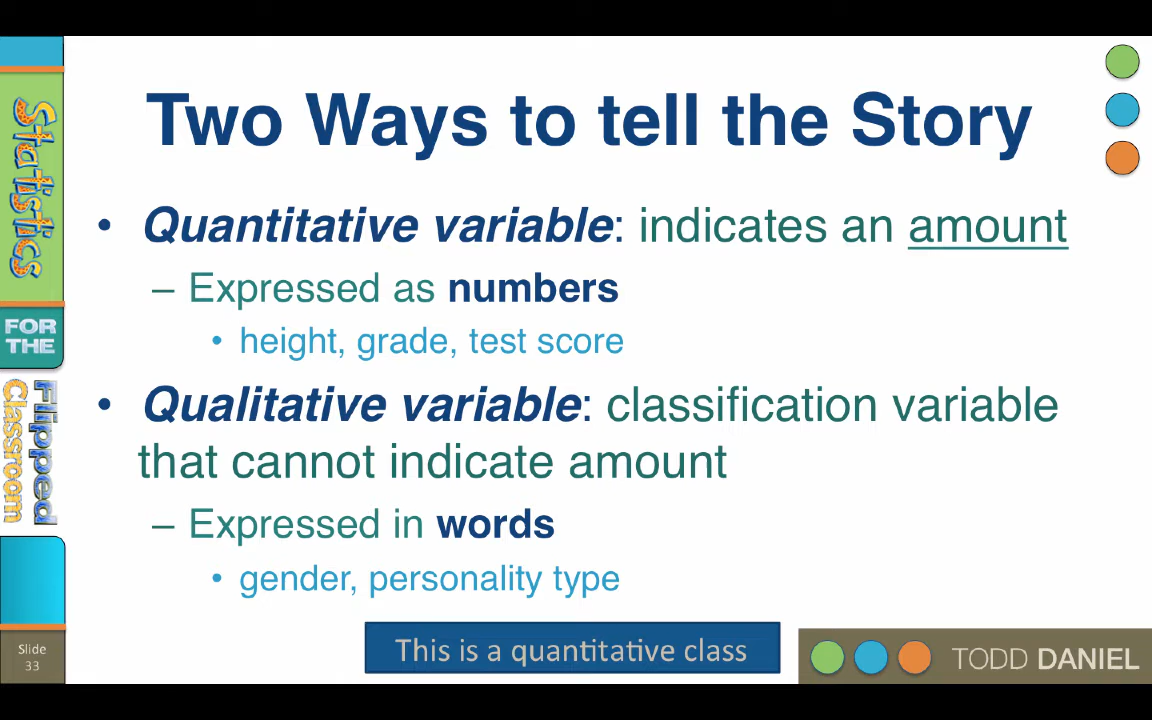 Two Ways to tell the Story
• Quantitative variable: indicates an amount
– Expressed as numbers
• height, grade, test score
• Qualitative variable: classification variable
that cannot indicate amount
– Expressed in words
• gender, personality type
This is a quantitative class
Statistics
FOR
THE
Flipped
Classroom
Slide
33
TODD DANIEL